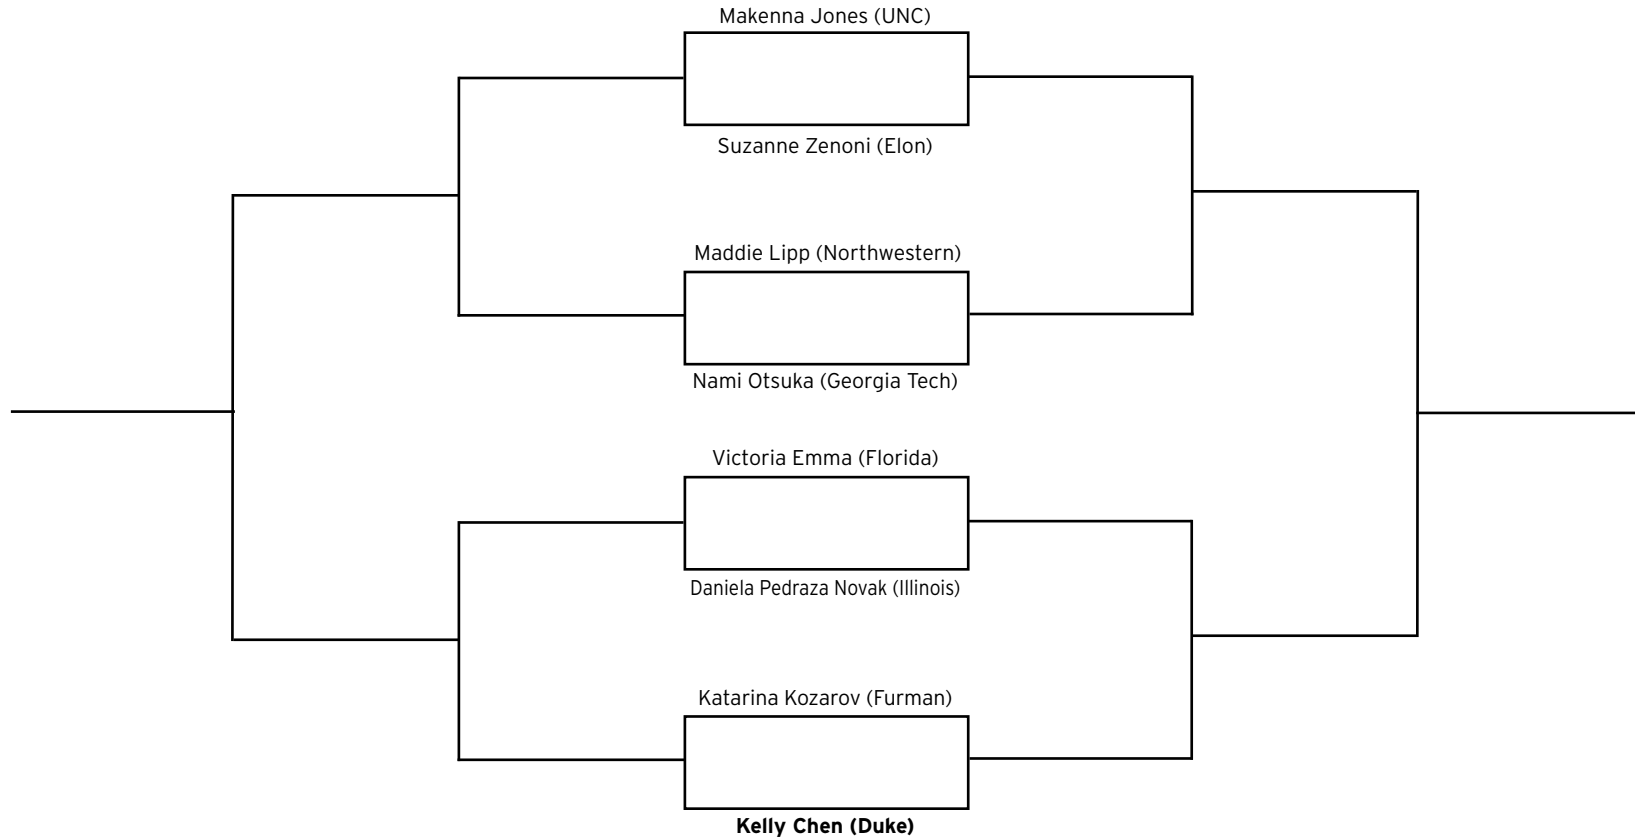 Makenna Jones (UNC)
Suzanne Zenoni (Elon)
Maddie Lipp (Northwestern)
Nami Otsuka (Georgia Tech)
Victoria Emma (Florida)
Daniela Pedraza Novak (Illinois)
Katarina Kozarov (Furman)
Kelly Chen (Duke)